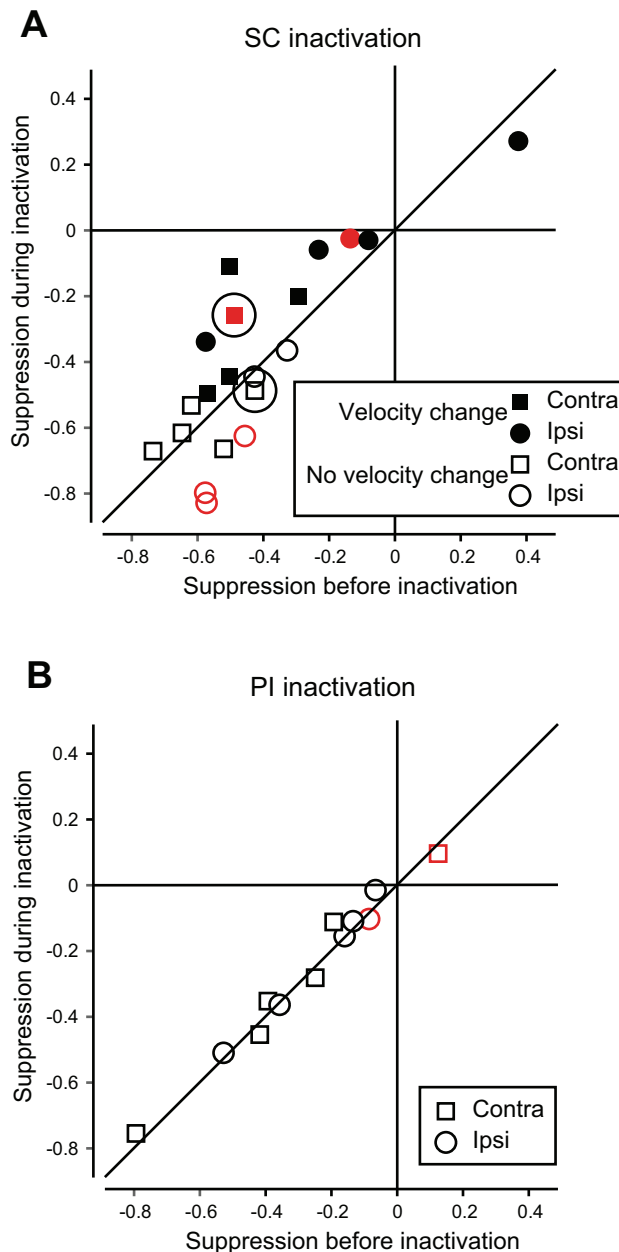 A
SC inactivation
0.4
0.2
0
-0.2
-0.4
-0.6
-0.8
Suppression during inactivation
Velocity change
Contra
Ipsi
No velocity change
Contra
Ipsi
-0.8 -0.6 -0.4 -0.2 0 0.2 0.4
Suppression before inactivation
B
PI inactivation
0.4
0.2
0
-0.2
-0.4
-0.6
-0.8
Suppression during inactivation
Contra
Ipsi
-0.8 -0.6 -0.4 -0.2 0 0.2 0.4
Suppression before inactivation